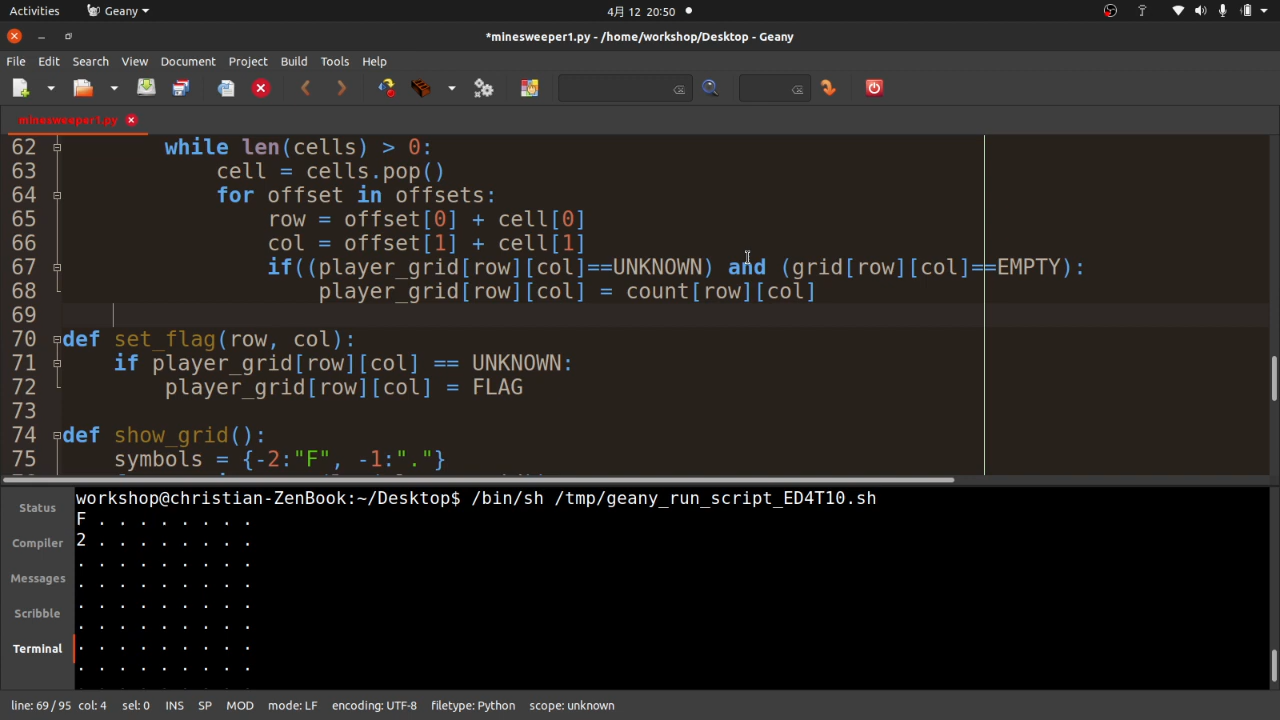 Activities Geany 4月 12 20:50
*minesweeper1.py - /home/workshop/Desktop - Geany
File Edit Search View Document Project Build Tools Help
minesweeper1.py
62 while len(cells) > 0:
63 cell = cells.pop()
64 for offset in offsets:
65 row = offset[0] + cell[0]
66 col = offset[1] + cell[1]
67 if((player_grid[row][col]==UNKNOWN) and (grid[row][col]==EMPTY):
68 player_grid[row][col] = count[row][col]
69
70 def set_flag(row, col):
71 if player_grid[row][col] == UNKNOWN:
72 player_grid[row][col] = FLAG
73
74 def show_grid():
75 symbols = {-2:"F", -1:"."}
Status
Compiler
Messages
Scribble
Terminal
workshop@christian-ZenBook:~/Desktop$ /bin/sh /tmp/geany_run_script_ED4T10.sh
F . . . . . . . .
2 . . . . . . . .
. . . . . . . . .
. . . . . . . . .
. . . . . . . . .
. . . . . . . . .
. . . . . . . . .
. . . . . . . . .
line: 69 / 95 col: 4 sel: 0 INS SP MOD mode: LF encoding: UTF-8 filetype: Python scope: unknown